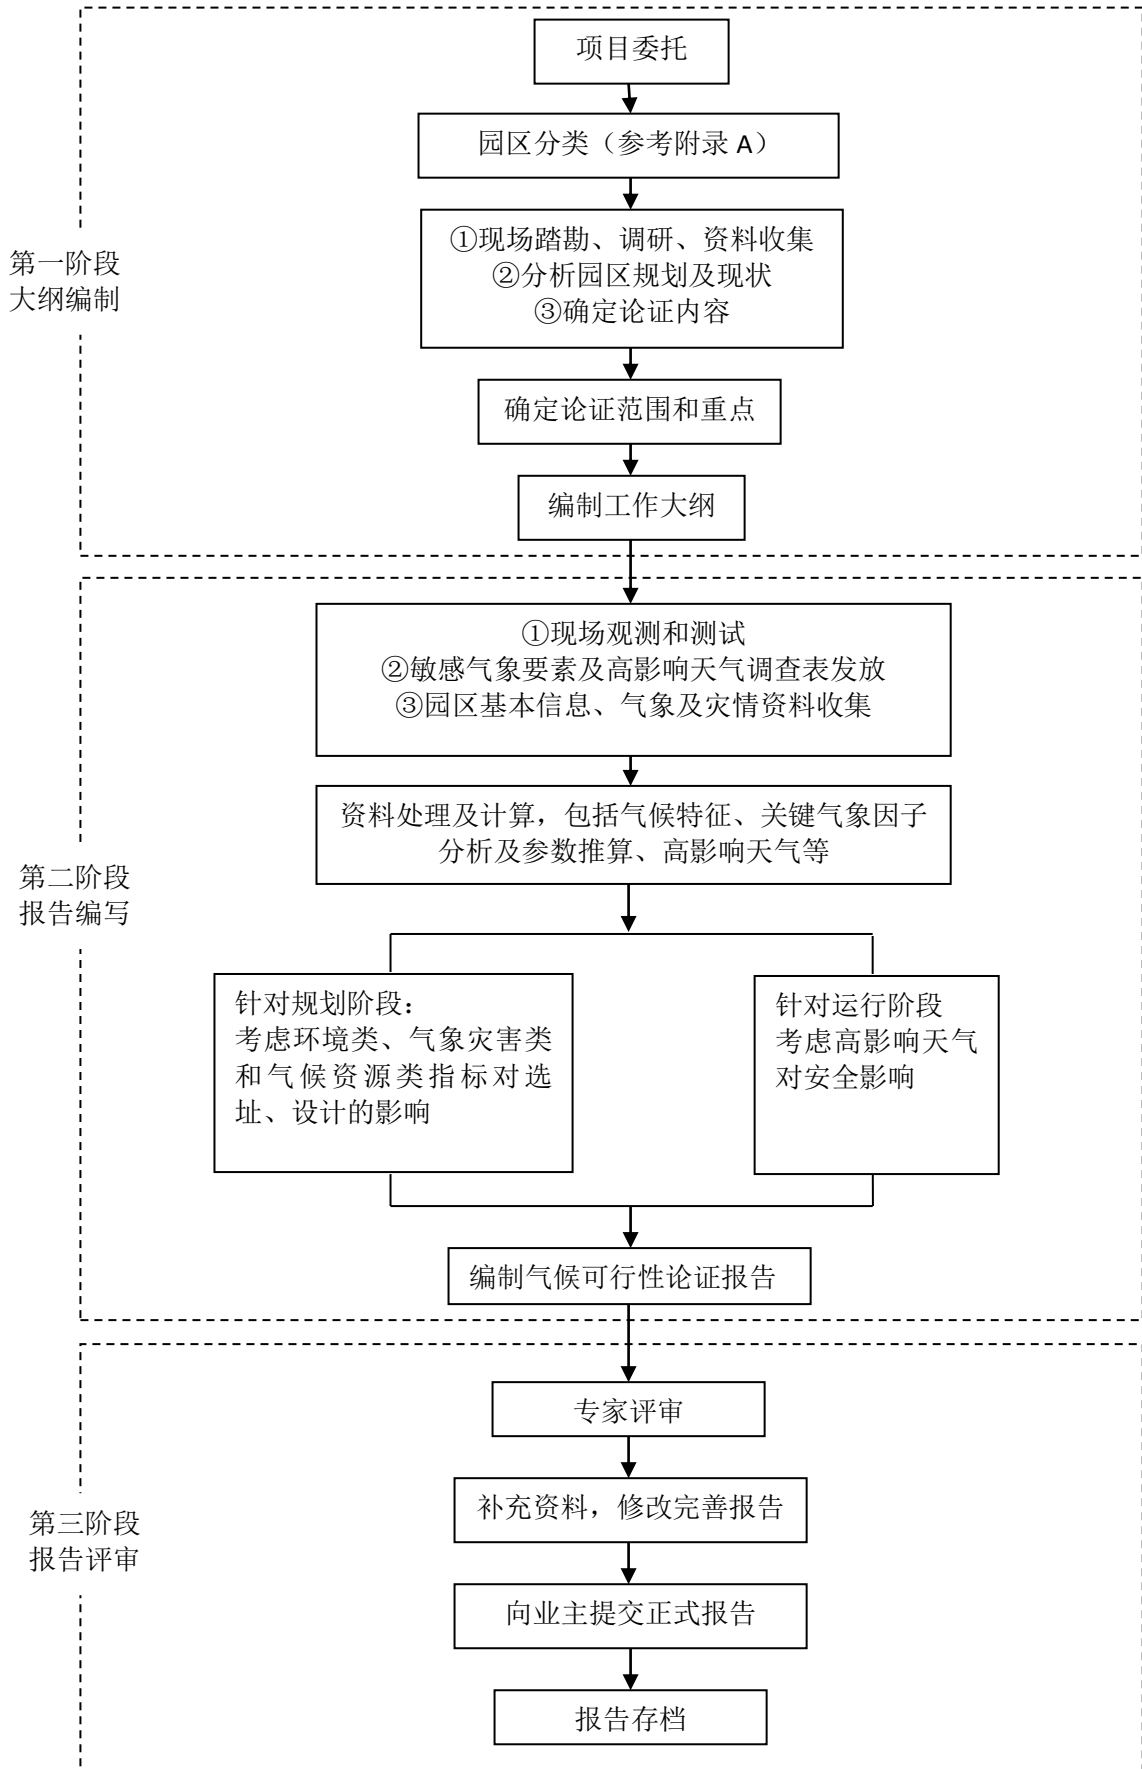 项目委托
园区分类（参考附录 A）
①现场踏勘、调研、资料收集
②分析园区规划及现状
③确定论证内容
第一阶段
大纲编制
确定论证范围和重点
编制工作大纲
①现场观测和测试
②敏感气象要素及高影响天气调查表发放
③园区基本信息、气象及灾情资料收集
资料处理及计算，包括气候特征、关键气象因子
分析及参数推算、高影响天气等
第二阶段
报告编写
针对规划阶段：
考虑环境类、气象灾害类
和气候资源类指标对选
址、设计的影响
针对运行阶段
考虑高影响天气
对安全影响
编制气候可行性论证报告
专家评审
补充资料，修改完善报告
第三阶段
报告评审
向业主提交正式报告
报告存档